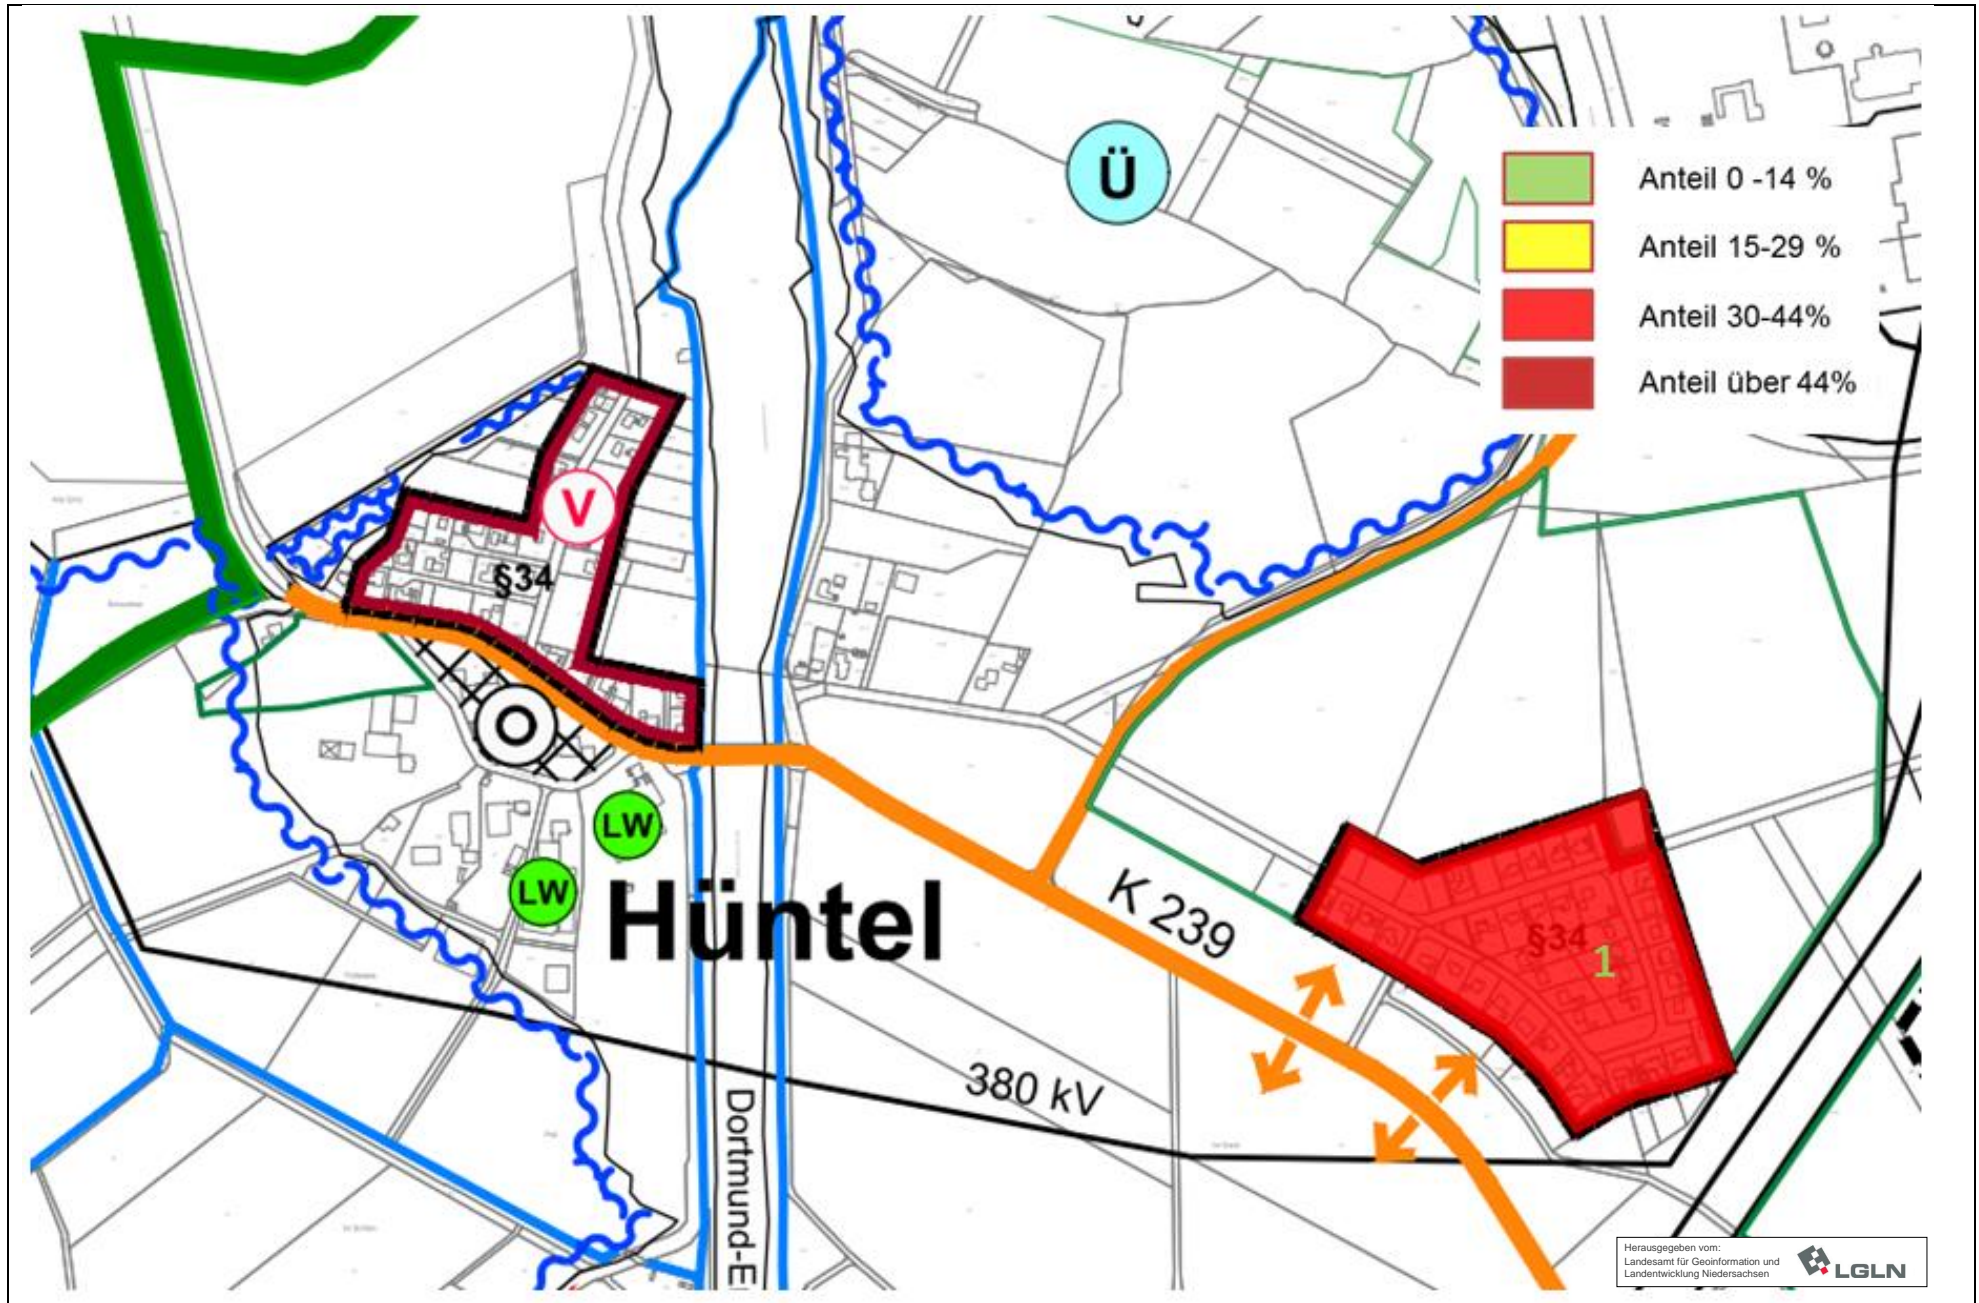 Ü
Anteil 0 -14 %
Anteil 15-29 %
Anteil 30-44%
Anteil über 44%
V
§34
O
LW
LW
Hüntel
K 239
§34
1
380 kV
Dortmund-E
Herausgegeben vom:
Landesamt für Geoinformation und
Landentwicklung Niedersachsen
LGLN